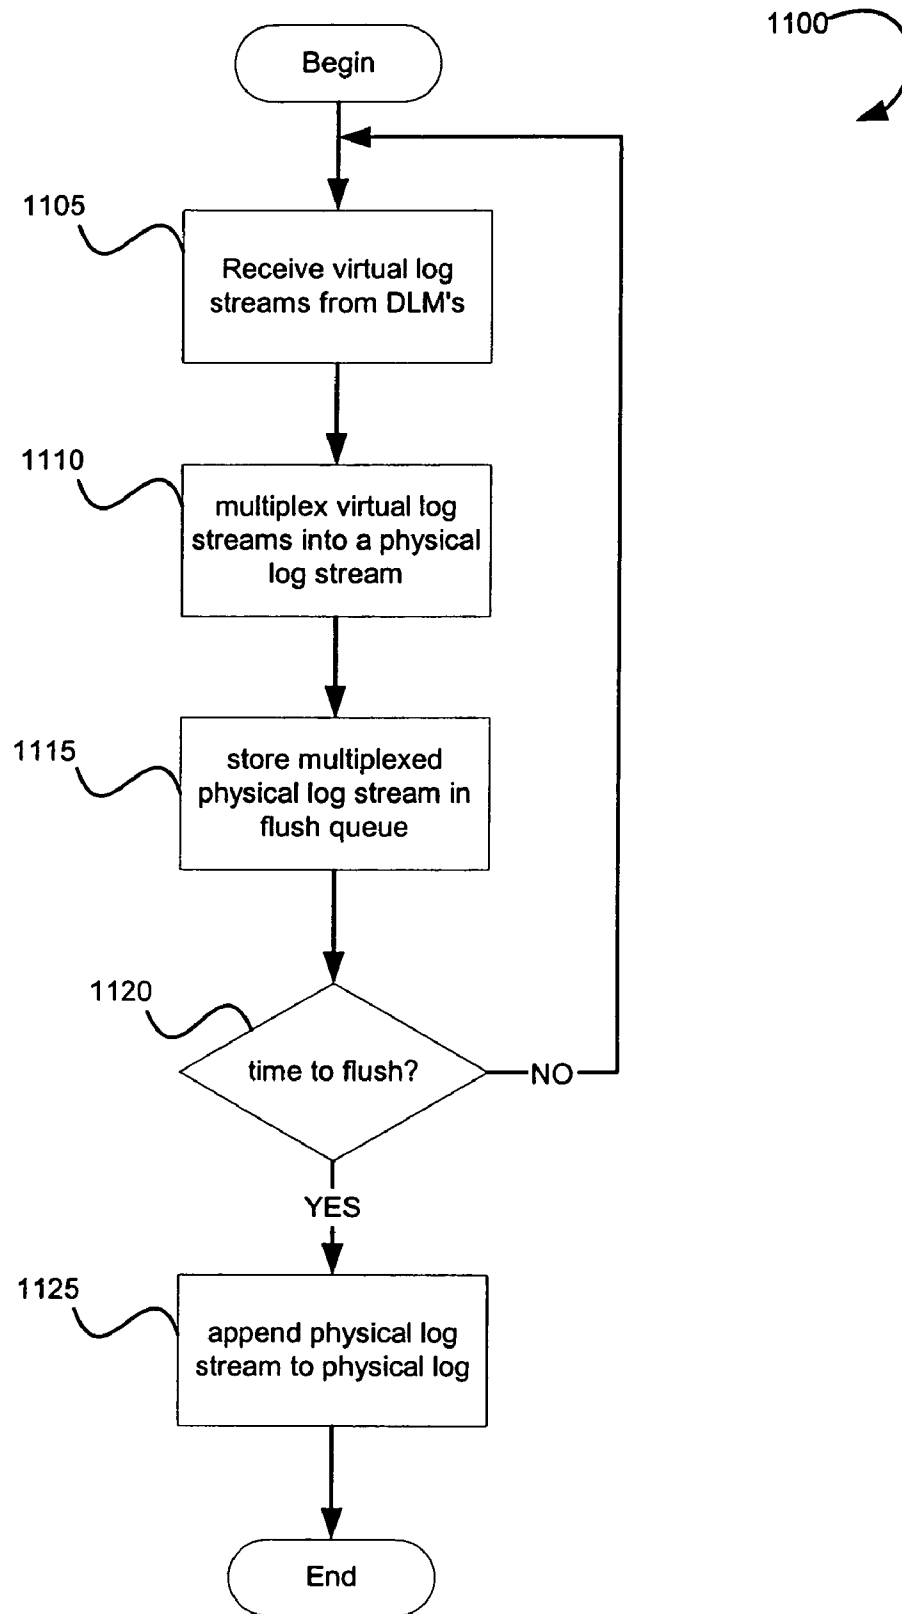 1100
Begin
1105
Receive virtual log
streams from DLM's
1110
multiplex virtual log
streams into a physical
log stream
1115
store multiplexed
physical log stream in
flush queue
1120
time to flush?
NO
YES
1125
append physical log
stream to physical log
End